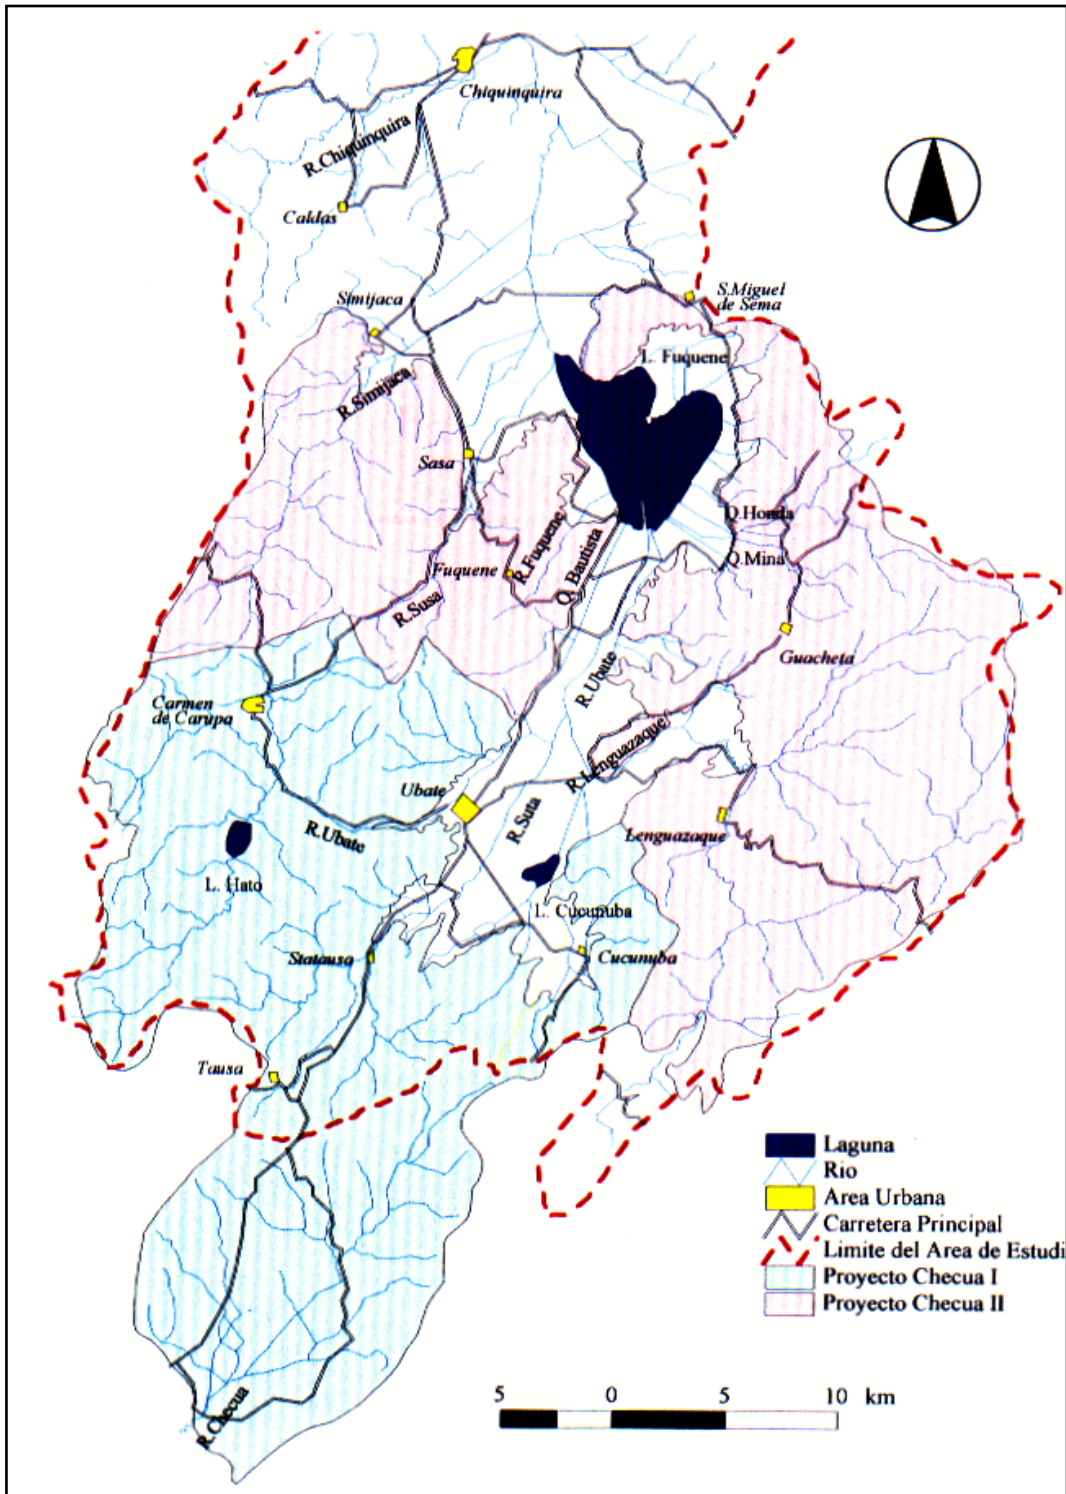 Chiquinquira
R.Chiquinquira
Caldas
S.Miguel
de Sema
Simijaca
L. Fuquene
R.Simijaca
Sasa
Q.Honda
R.Fuquene
Q. Bautista
Q.Mina
Fuquene
R.Susa
Guacheta
R.Ubate
Carmen
de Carupa
R.Lenguazaque
Ubate
R.Suta
R.Ubate
Lenguazaque
L. Hato
L. Cucunuba
Statausa
Cucunuba
Tausa
Laguna
Rio
Area Urbana
Carretera Principal
Limite del Area de Estudi
Proyecto Checua I
Proyecto Checua II
R.Checua
5 0 5 10 km